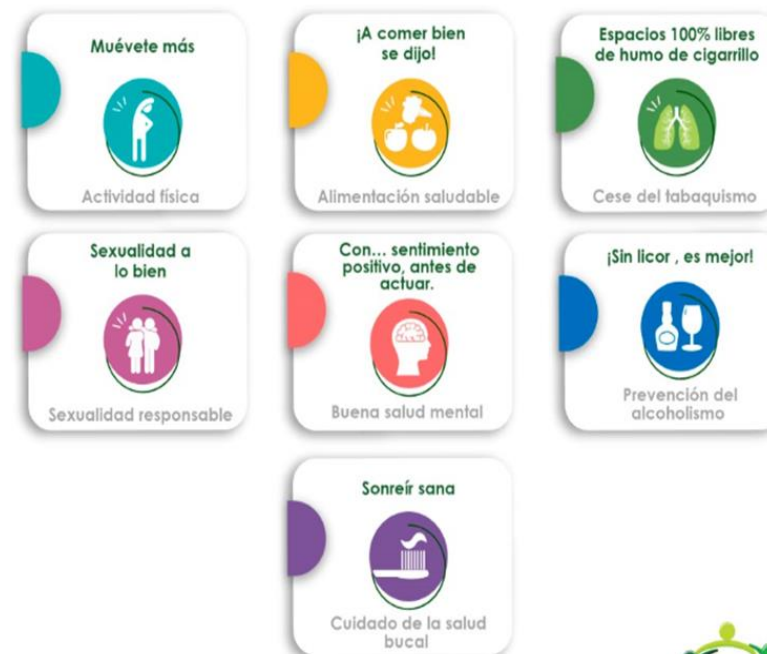 Muévete más
Actividad física
¡A comer bien
se dijo!
Alimentación saludable
Espacios 100% libres
de humo de cigarrillo
Cese del tabaquismo
Sexualidad a
lo bien
Sexualidad responsable
Con... sentimiento
positivo, antes de
actuar.
Buena salud mental
¡Sin licor , es mejor!
Prevención del
alcoholismo
Sonreír sana
Cuidado de la salud
bucal